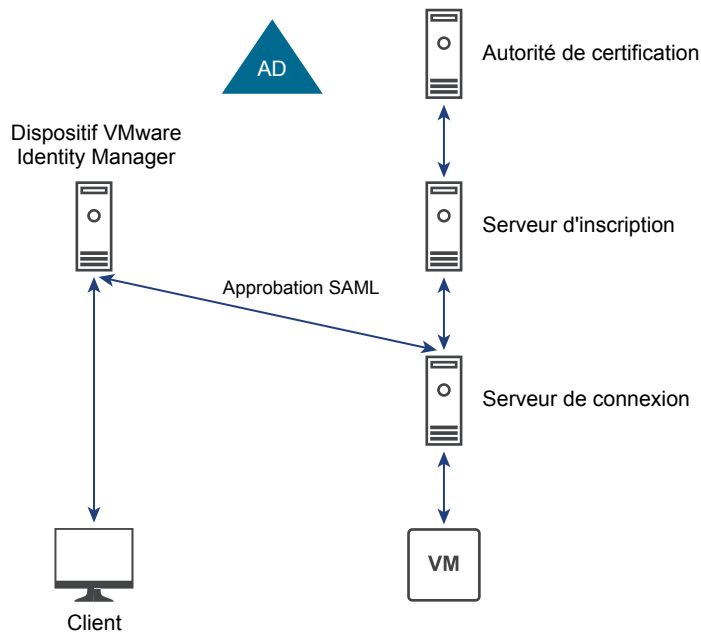 AD
Autorité de certification
Dispositif VMware
Identity Manager
Serveur d'inscription
Approbation SAML
Serveur de connexion
VM
Client